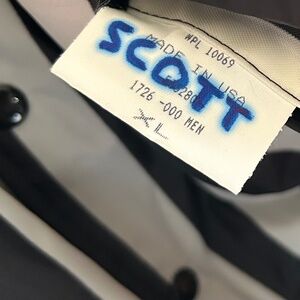 WPL 10069
SCOTT
MADE IN USA
1726 -000 MEN
XL